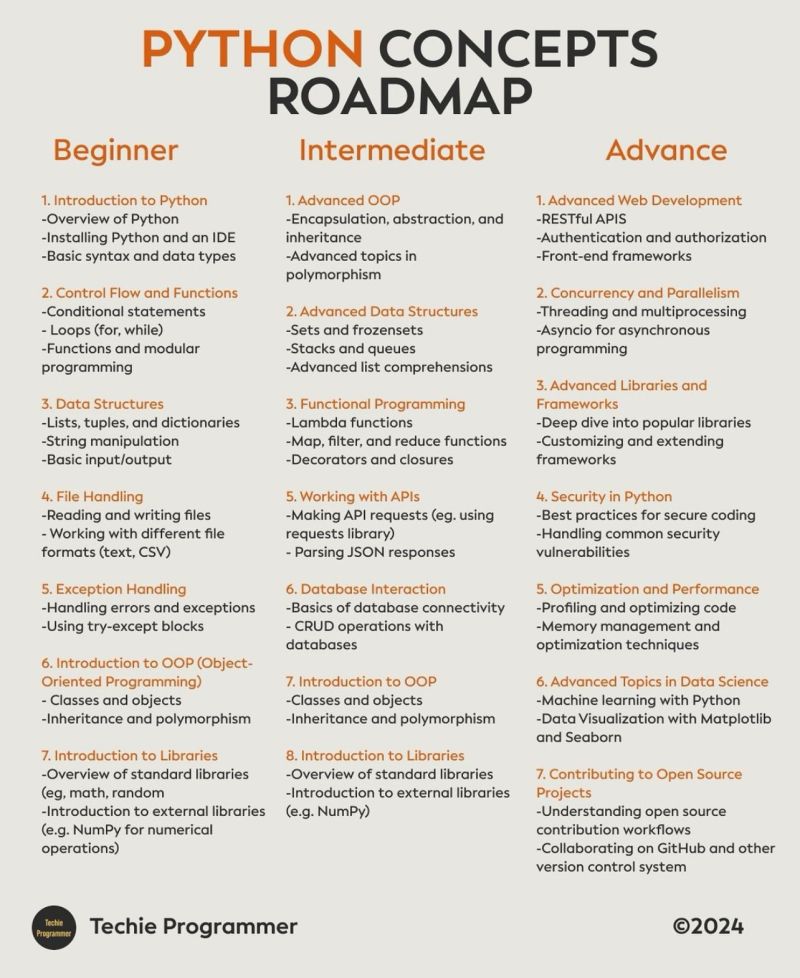 PYTHON CONCEPTS
ROADMAP
Beginner
1. Introduction to Python
-Overview of Python
-Installing Python and an IDE
-Basic syntax and data types
2. Control Flow and Functions
-Conditional statements
- Loops (for, while)
-Functions and modular
programming
3. Data Structures
-Lists, tuples, and dictionaries
-String manipulation
-Basic input/output
4. File Handling
-Reading and writing files
- Working with different file
formats (text, CSV)
5. Exception Handling
-Handling errors and exceptions
-Using try-except blocks
6. Introduction to OOP (Object-
Oriented Programming)
- Classes and objects
-Inheritance and polymorphism
7. Introduction to Libraries
-Overview of standard libraries
(eg, math, random
-Introduction to external libraries
(e.g. NumPy for numerical
operations)
Intermediate
1. Advanced OOP
-Encapsulation, abstraction, and
inheritance
-Advanced topics in
polymorphism
2. Advanced Data Structures
-Sets and frozensets
-Stacks and queues
-Advanced list comprehensions
3. Functional Programming
-Lambda functions
-Map, filter, and reduce functions
-Decorators and closures
5. Working with APIs
-Making API requests (eg. using
requests library)
- Parsing JSON responses
6. Database Interaction
-Basics of database connectivity
- CRUD operations with
databases
7. Introduction to OOP
-Classes and objects
-Inheritance and polymorphism
8. Introduction to Libraries
-Overview of standard libraries
-Introduction to external libraries
(e.g. NumPy)
Advance
1. Advanced Web Development
-RESTful APIS
-Authentication and authorization
-Front-end frameworks
2. Concurrency and Parallelism
-Threading and multiprocessing
-Asyncio for asynchronous
programming
3. Advanced Libraries and
Frameworks
-Deep dive into popular libraries
-Customizing and extending
frameworks
4. Security in Python
-Best practices for secure coding
-Handling common security
vulnerabilities
5. Optimization and Performance
-Profiling and optimizing code
-Memory management and
optimization techniques
6. Advanced Topics in Data Science
-Machine learning with Python
-Data Visualization with Matplotlib
and Seaborn
7. Contributing to Open Source
Projects
-Understanding open source
contribution workflows
-Collaborating on GitHub and other
version control system
Techie
Programmer
Techie Programmer
©2024